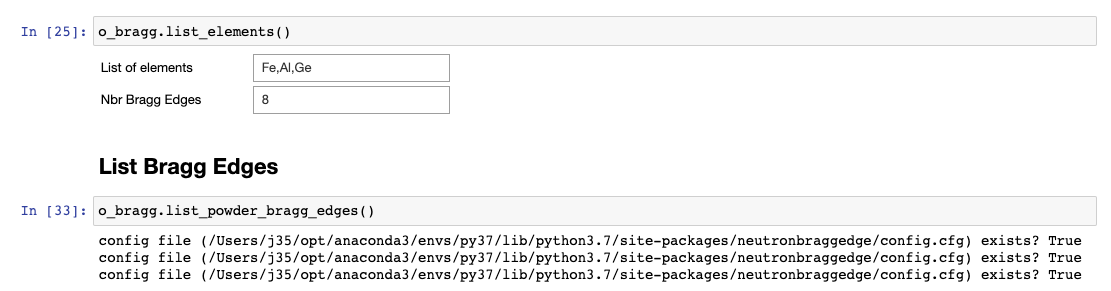 In [25]: o_bragg.list_elements()
List of elements Fe,Al,Ge
Nbr Bragg Edges 8
List Bragg Edges
In [33]: o_bragg.list_powder_bragg_edges()
config file (/Users/j35/opt/anaconda3/envs/py37/lib/python3.7/site-packages/neutronbraggedge/config.cfg) exists? True
config file (/Users/j35/opt/anaconda3/envs/py37/lib/python3.7/site-packages/neutronbraggedge/config.cfg) exists? True
config file (/Users/j35/opt/anaconda3/envs/py37/lib/python3.7/site-packages/neutronbraggedge/config.cfg) exists? True